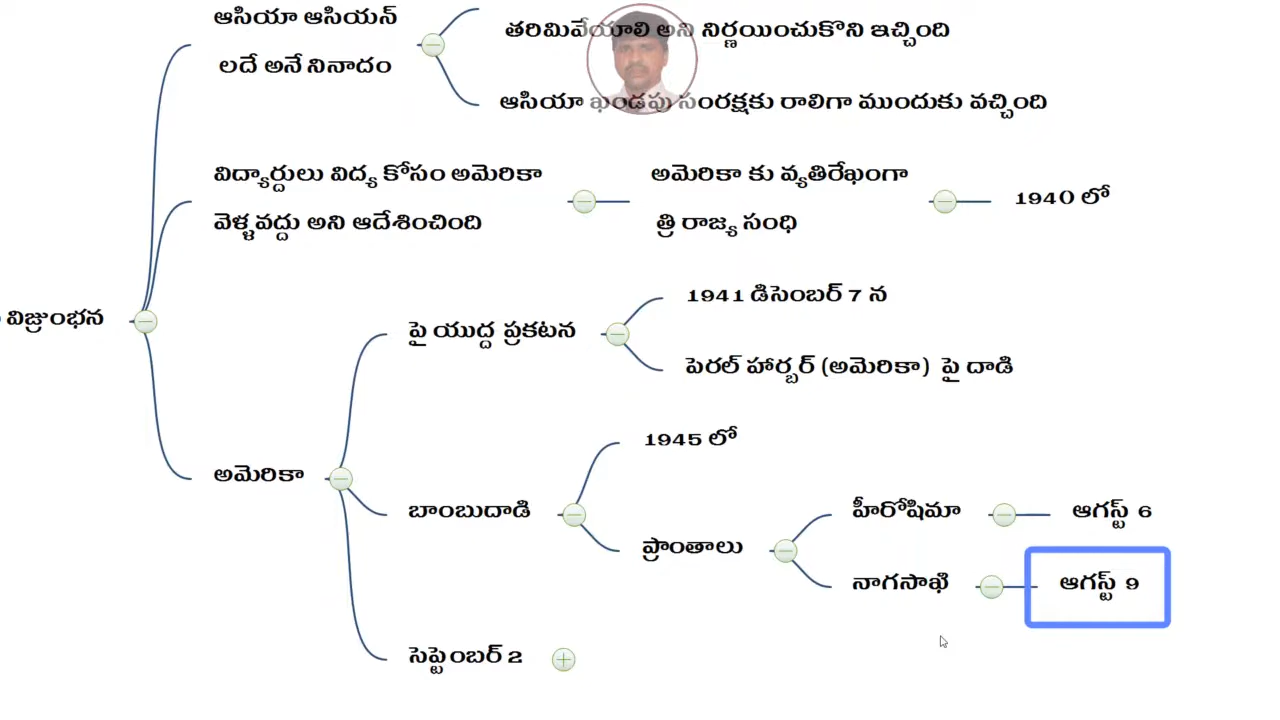 ఆసియా ఆసియన్
లదే అనే నినాదం
తరిమివేయాలి అని నిర్ణయించుకొని ఇచ్చింది
ఆసియా ఖండపు సంరక్షకు రాలిగా ముందుకు వచ్చింది
విద్యార్దులు విద్య కోసం అమెరికా
వెళ్ళవద్దు అని ఆదేశించింది
అమెరికా కు వ్యతిరేఖంగా
త్రి రాజ్య సంధి
1940 లో
విజ్రుంభన
అమెరికా
పై యుద్ద ప్రకటన
1941 డిసెంబర్ 7 న
పెరల్ హార్బర్ (అమెరికా) పై దాడి
బాంబుదాడి
1945 లో
ప్రాంతాలు
హీరోషిమా
ఆగస్ట్ 6
నాగసాఖి
ఆగస్ట్ 9
సెప్టెంబర్ 2